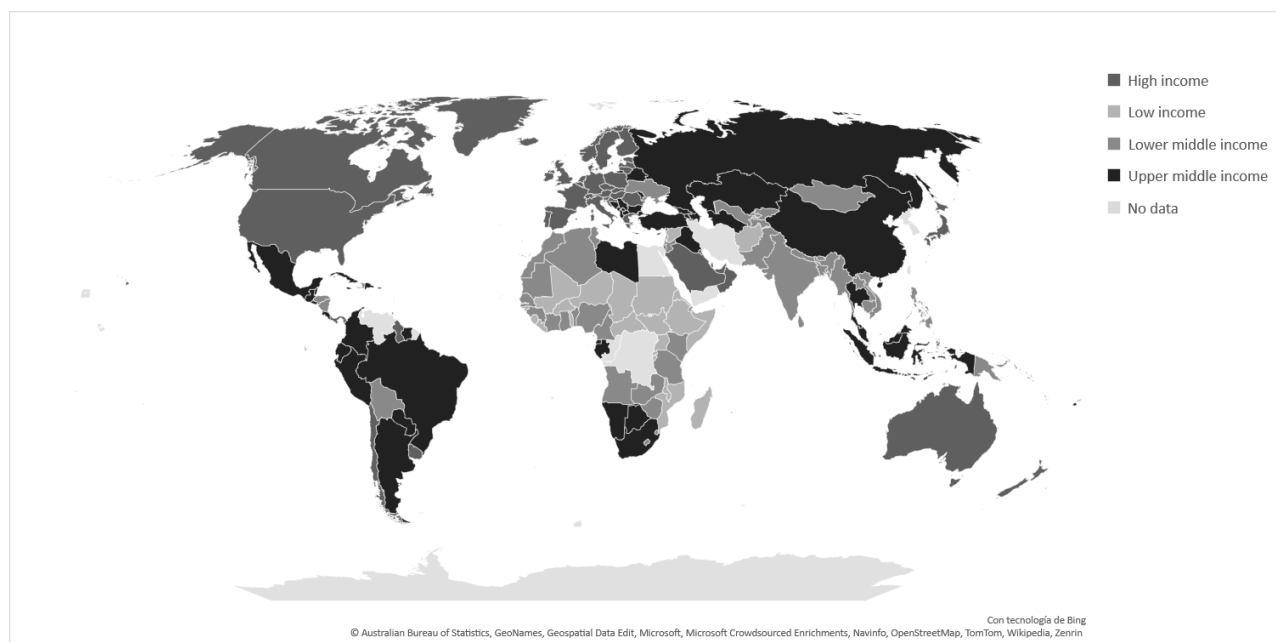 High income
Low income
Lower middle income
Upper middle income
No data
Con tecnología de Bing
© Australian Bureau of Statistics, GeoNames, Geospatial Data Edit, Microsoft, Microsoft Crowdsourced Enrichments, Navinfo, OpenStreetMap, TomTom, Wikipedia, Zenrin